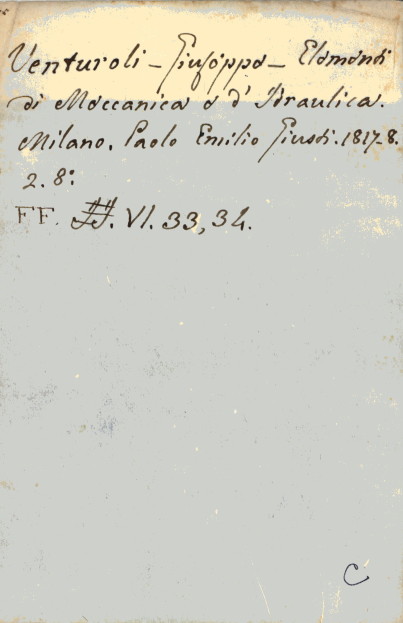 Venturoli - Giuseppe - Elementi
di Meccanica e d'Idraulica.
Milano. Paolo Emilio Giusti. 1817-8.
2. 8:
FF. VI. 33, 34.
C